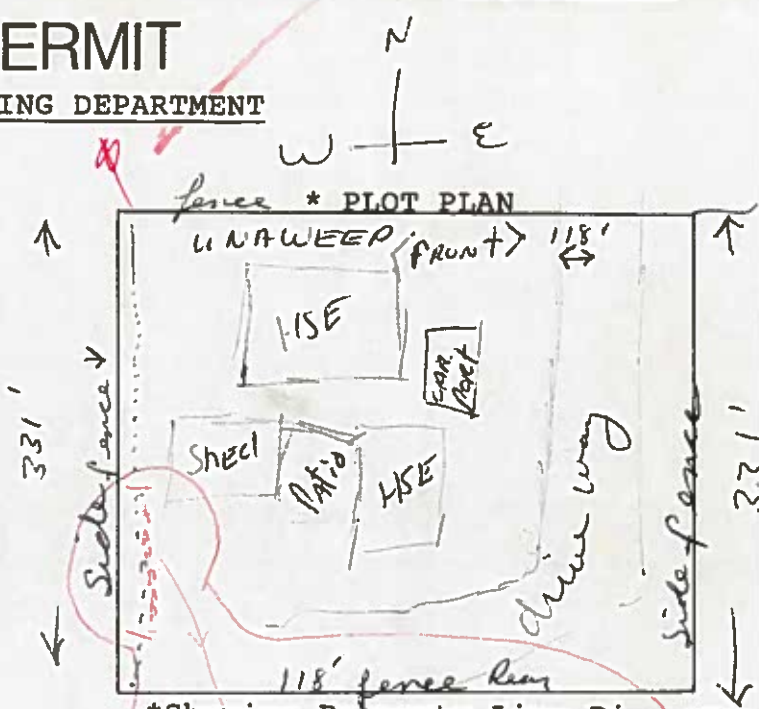 ERMIT
ING DEPARTMENT
N
W E
fence * PLOT PLAN
UNAWEEP FRONT 118'
HSE
CAR PORT
331'
Side fence
Shed
Patio
HSE
drive way
Side fence
331'
118' fence Rear